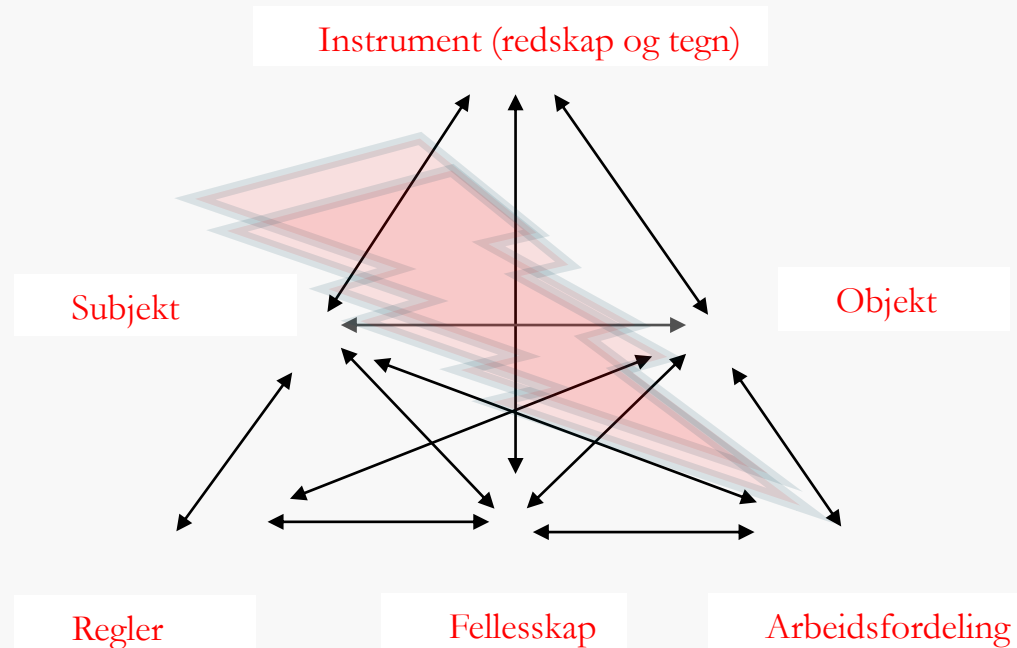 Instrument (redskap og tegn)
Subjekt
Objekt
Regler
Fellesskap
Arbeidsfordeling